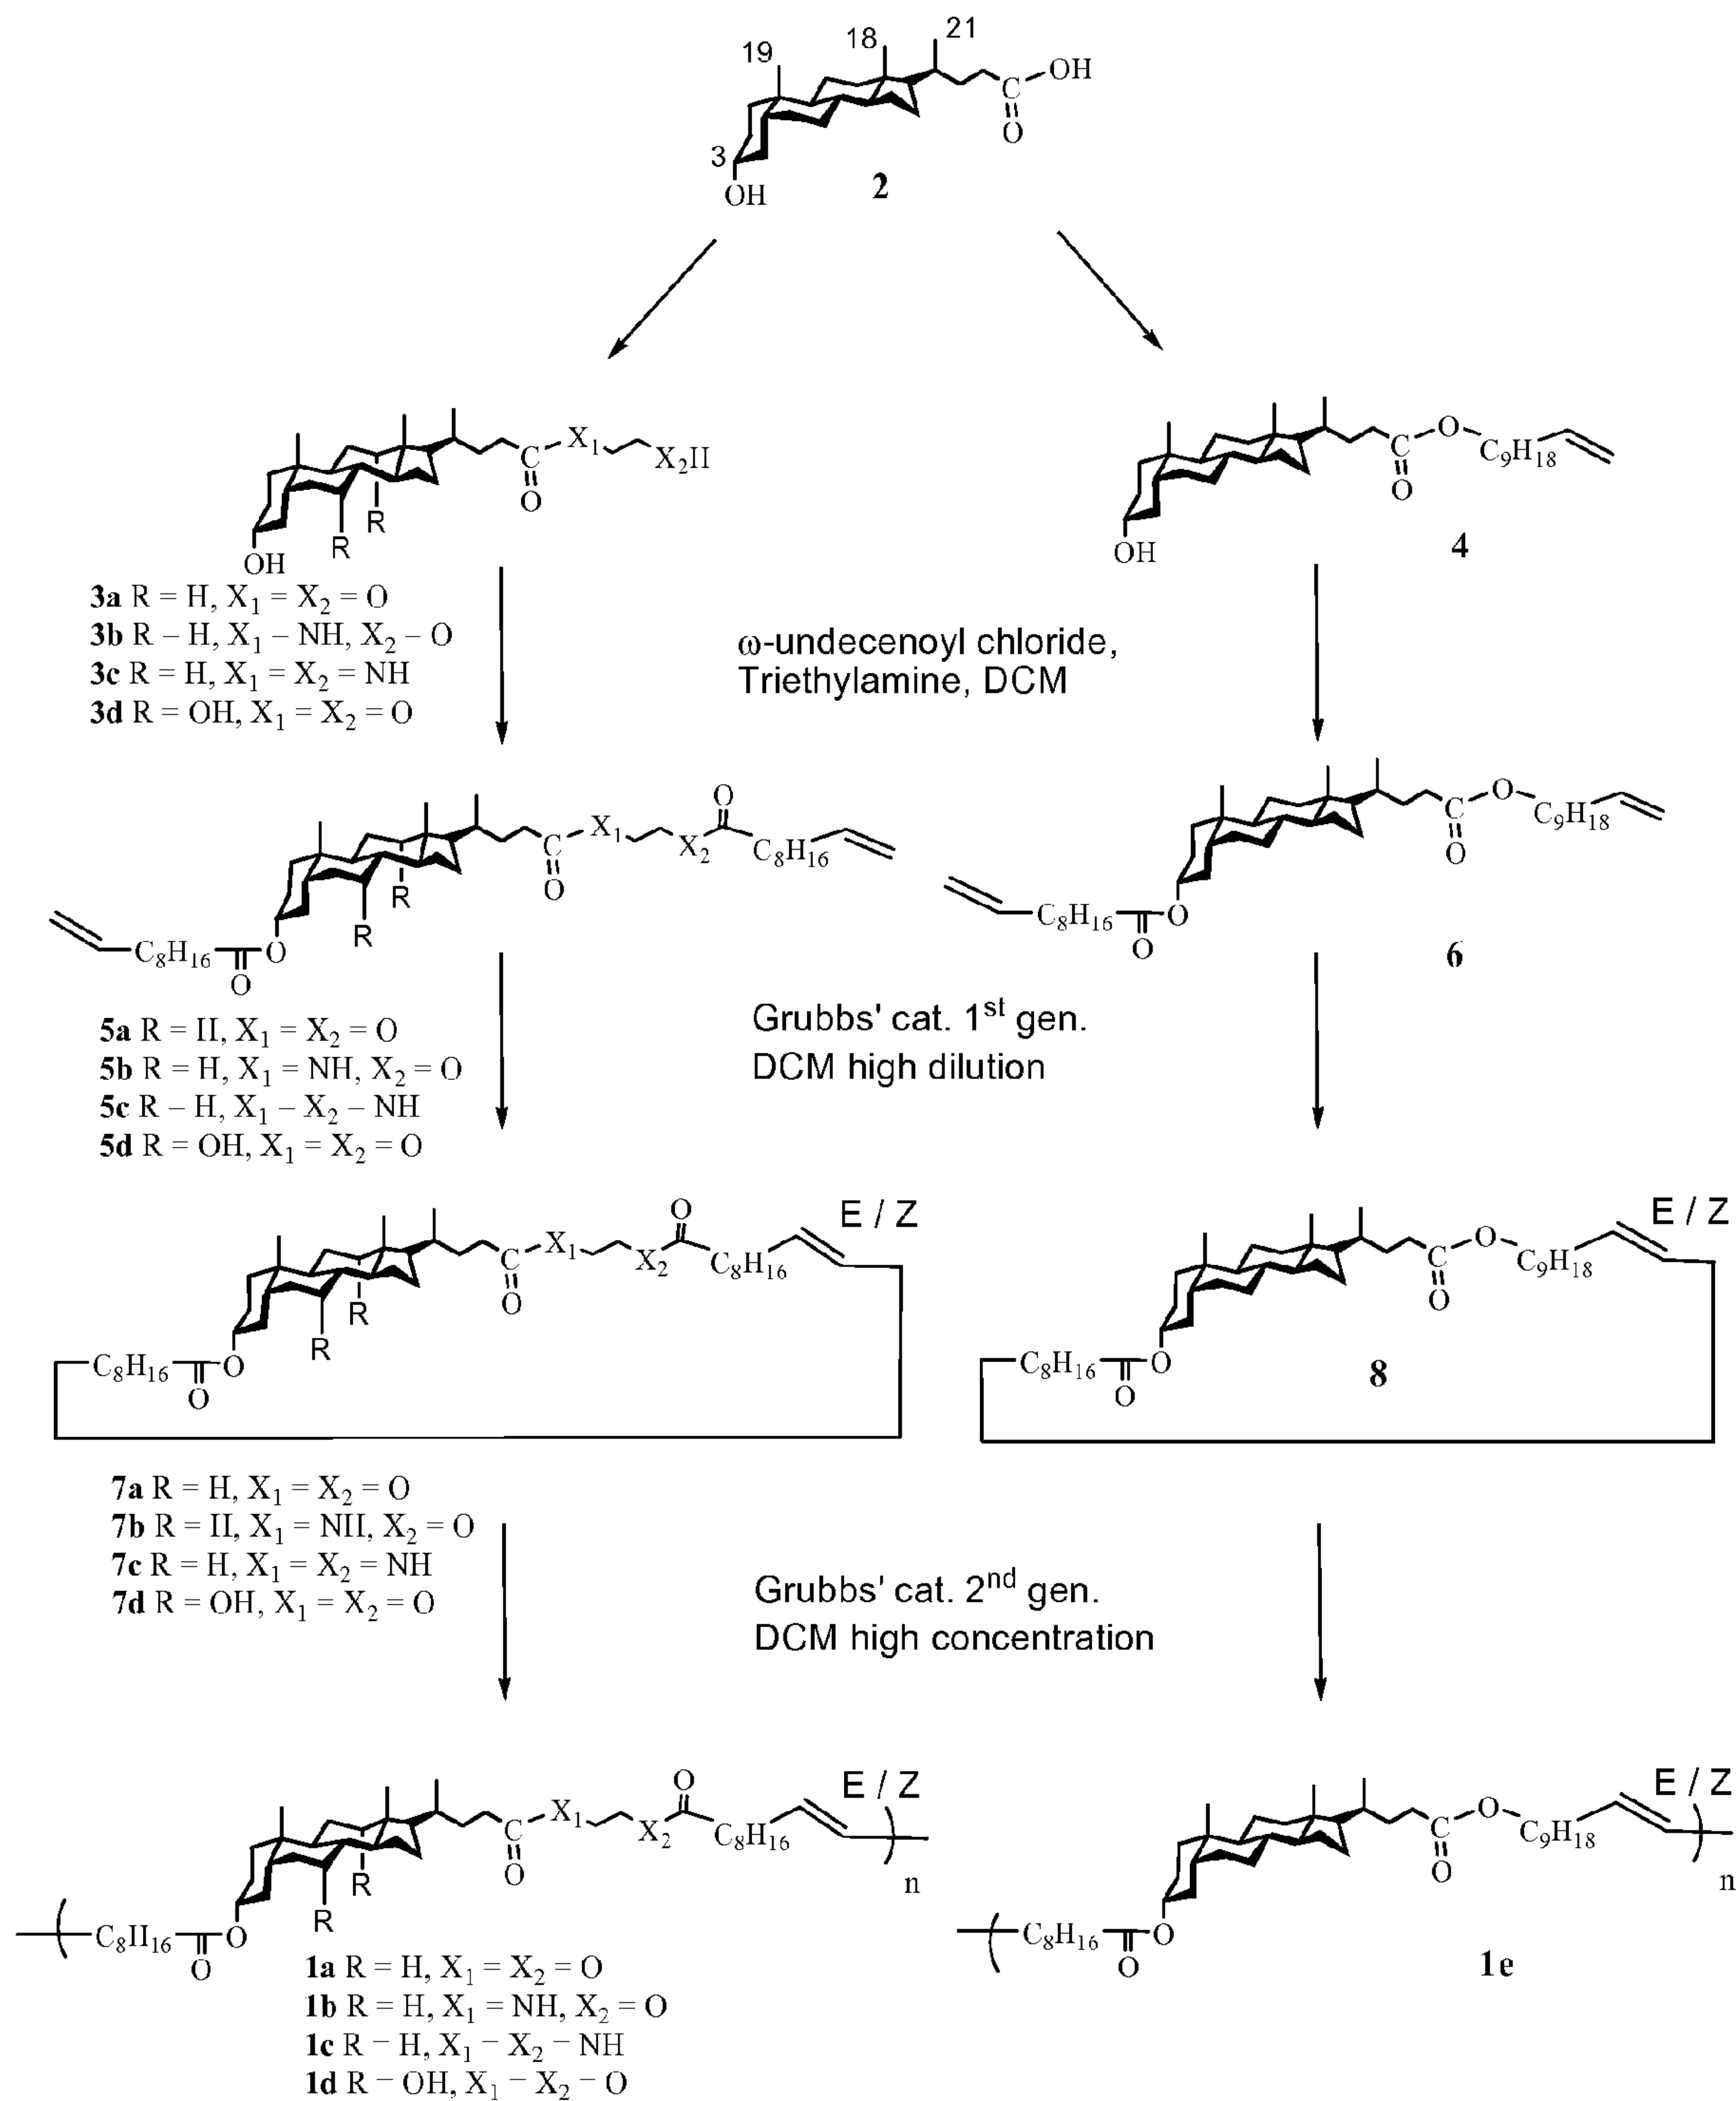 19 18 21
C OH
O
3
OH
2
C X₁ X₂II
O
R
R
OH
3a R = H, X₁ = X₂ = O
3b R – H, X₁ – NH, X₂ – O
3c R = H, X₁ = X₂ = NH
3d R = OH, X₁ = X₂ = O
C O C₉H₁₈
O
OH
4
ω-undecenoyl chloride,
Triethylamine, DCM
O
C X₁ X₂ C₈H₁₆
O
R
R
C₈H₁₆ O
O
5a R = II, X₁ = X₂ = O
5b R = H, X₁ = NH, X₂ = O
5c R – H, X₁ – X₂ – NH
5d R = OH, X₁ = X₂ = O
C O C₉H₁₈
O
C₈H₁₆ O
O
6
Grubbs' cat. 1st gen.
DCM high dilution
O E / Z
C X₁ X₂ C₈H₁₆
O
R
R
C₈H₁₆ O
O
7a R = H, X₁ = X₂ = O
7b R = II, X₁ = NII, X₂ = O
7c R = H, X₁ = X₂ = NH
7d R = OH, X₁ = X₂ = O
E / Z
C O C₉H₁₈
O
C₈H₁₆ O
O
8
Grubbs' cat. 2nd gen.
DCM high concentration
O E / Z
C X₁ X₂ C₈H₁₆
O
n
R
R
C₈II₁₆ O
O
1a R = H, X₁ = X₂ = O
1b R = H, X₁ = NH, X₂ = O
1c R – H, X₁ – X₂ – NH
1d R – OH, X₁ – X₂ – O
E / Z
C O C₉H₁₈
O
n
C₈H₁₆ O
O
1e